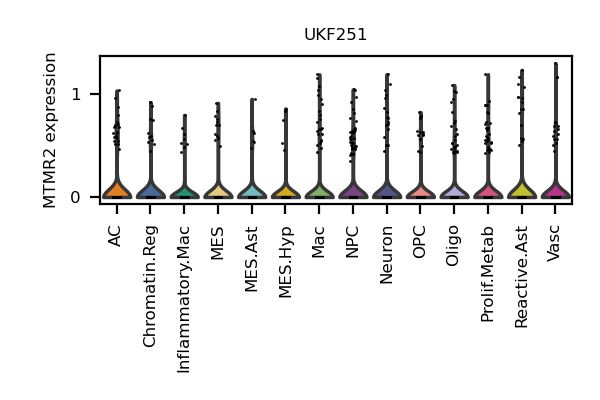 UKF251
MTMR2 expression
1
0
AC
Chromatin.Reg
Inflammatory.Mac
MES
MES.Ast
MES.Hyp
Mac
NPC
Neuron
OPC
Oligo
Prolif.Metab
Reactive.Ast
Vasc